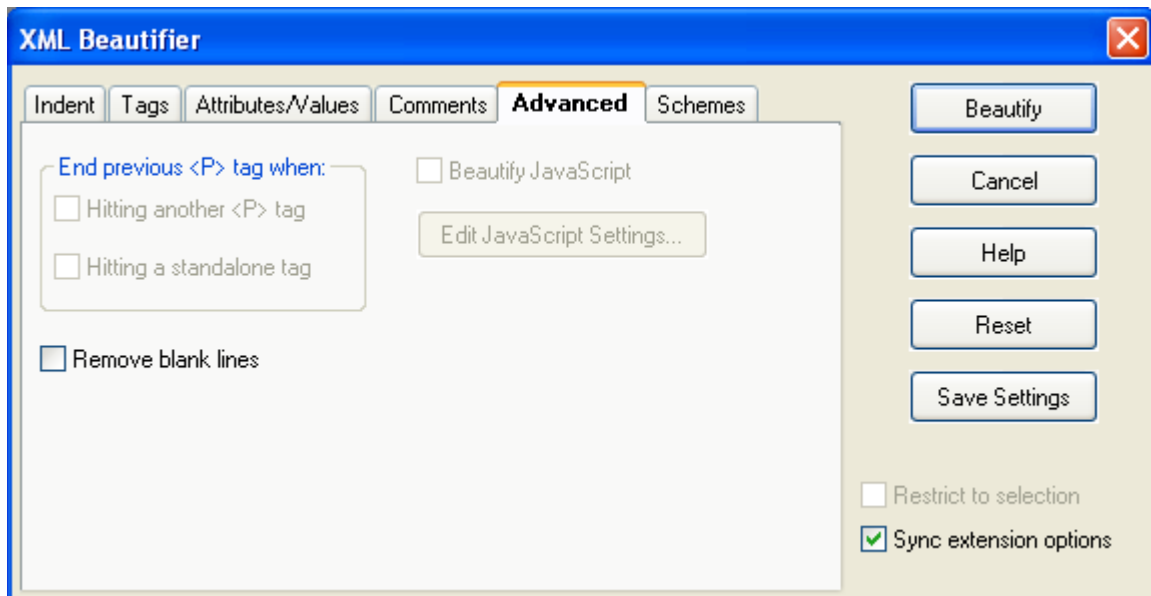 XML Beautifier
Indent Tags Attributes/Values Comments Advanced Schemes
End previous <P> tag when:
Hitting another <P> tag
Hitting a standalone tag
Beautify JavaScript
Edit JavaScript Settings...
Remove blank lines
Beautify
Cancel
Help
Reset
Save Settings
Restrict to selection
Sync extension options